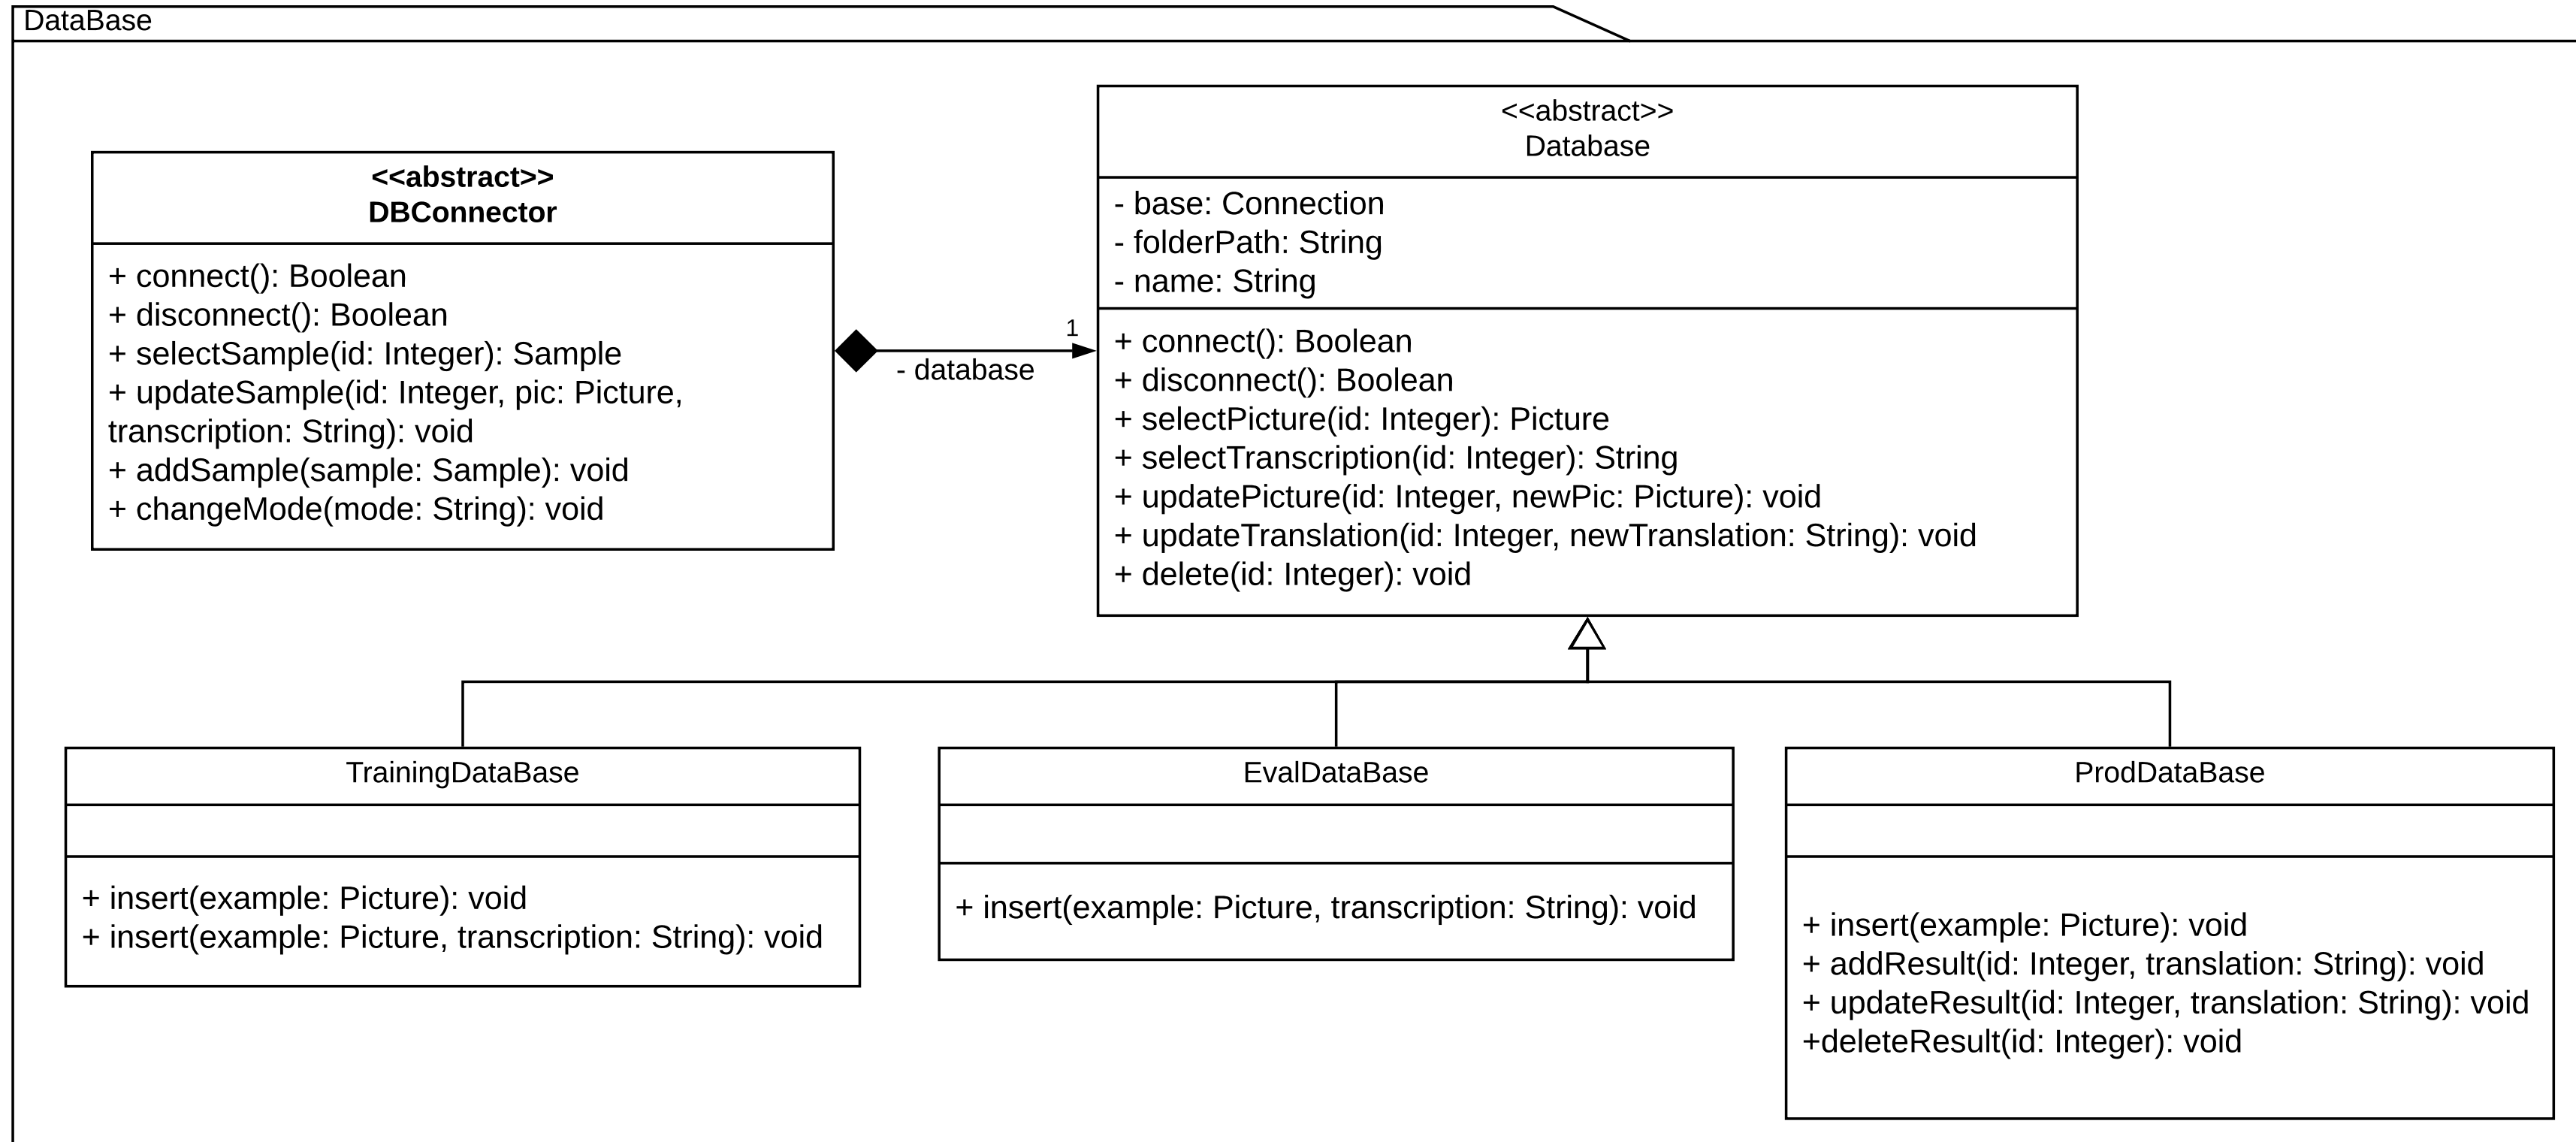 DataBase
<<abstract>>
DBConnector
+ connect(): Boolean
+ disconnect(): Boolean
+ selectSample(id: Integer): Sample
+ updateSample(id: Integer, pic: Picture,
transcription: String): void
+ addSample(sample: Sample): void
+ changeMode(mode: String): void
1
- database
<<abstract>>
Database
- base: Connection
- folderPath: String
- name: String
+ connect(): Boolean
+ disconnect(): Boolean
+ selectPicture(id: Integer): Picture
+ selectTranscription(id: Integer): String
+ updatePicture(id: Integer, newPic: Picture): void
+ updateTranslation(id: Integer, newTranslation: String): void
+ delete(id: Integer): void
TrainingDataBase
+ insert(example: Picture): void
+ insert(example: Picture, transcription: String): void
EvalDataBase
+ insert(example: Picture, transcription: String): void
ProdDataBase
+ insert(example: Picture): void
+ addResult(id: Integer, translation: String): void
+ updateResult(id: Integer, translation: String): void
+deleteResult(id: Integer): void